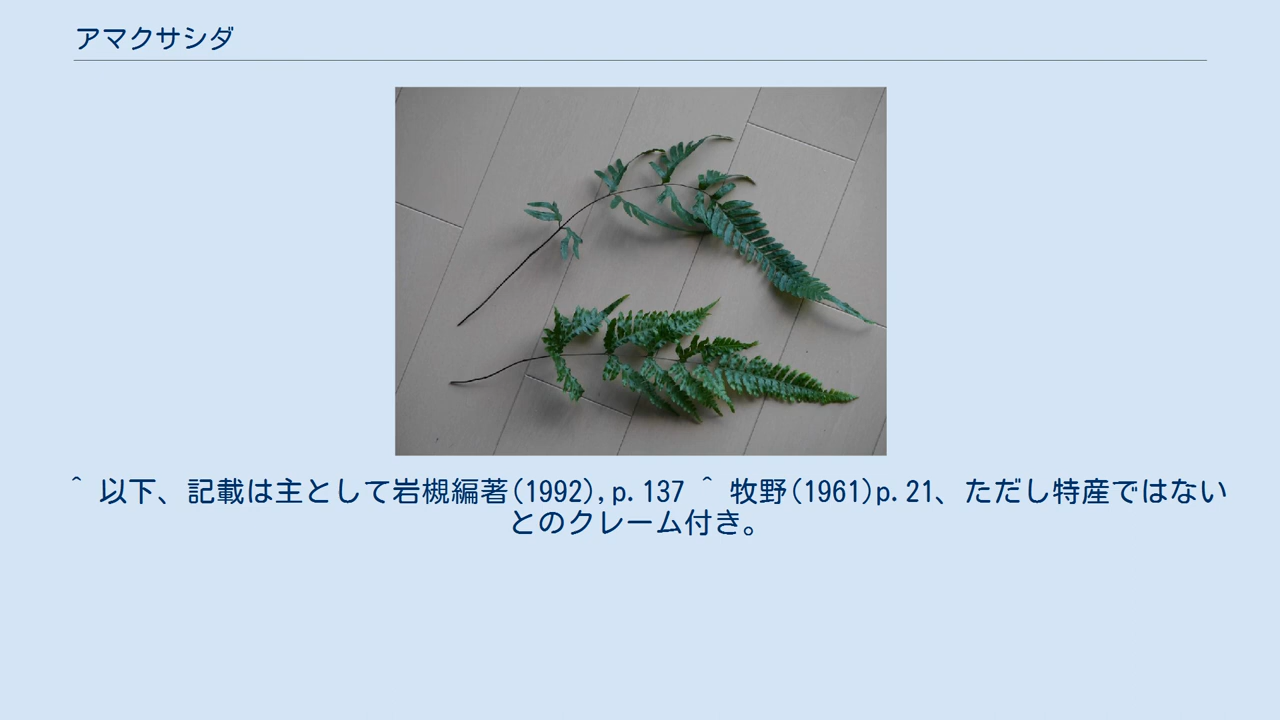 アマクサシダ
^ 以下、記載は主として岩槻編著(1992),p.137 ^ 牧野(1961)p.21、ただし特産ではない
とのクレーム付き。